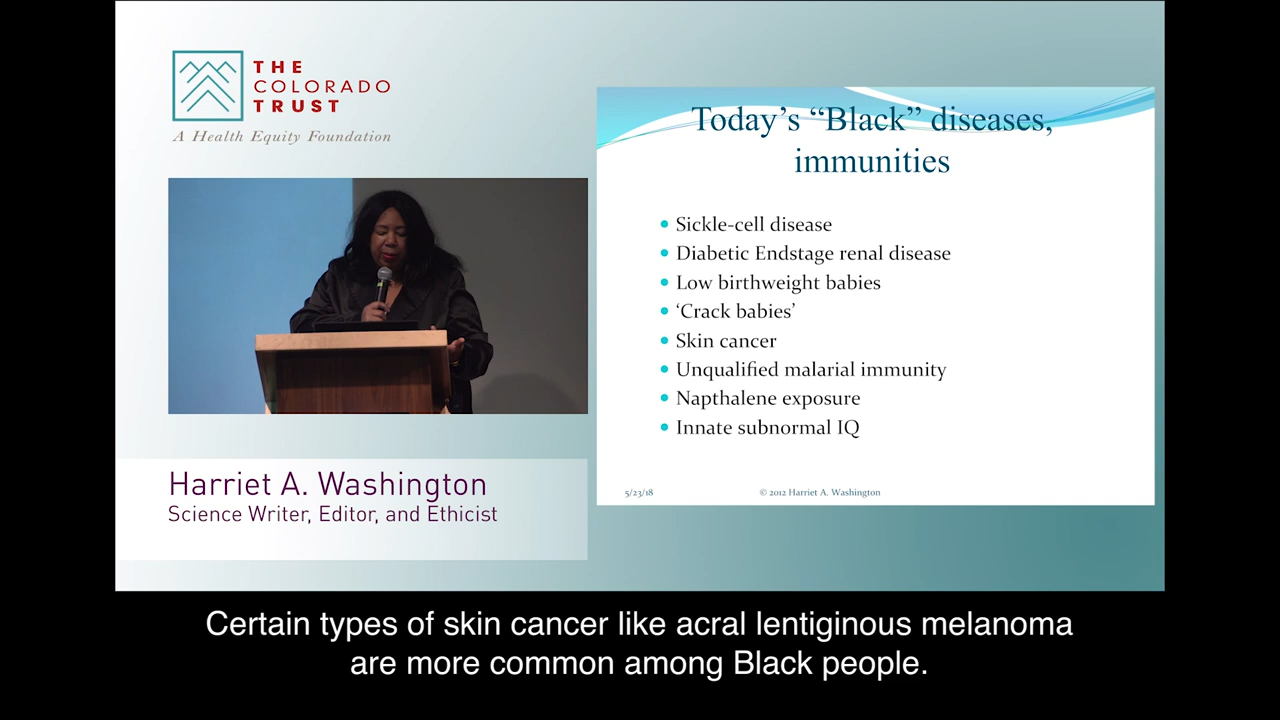 THE
COLORADO
TRUST
A Health Equity Foundation
Today's “Black” diseases,
immunities
Sickle-cell disease
Diabetic Endstage renal disease
Low birthweight babies
‘Crack babies’
Skin cancer
Unqualified malarial immunity
Napthalene exposure
Innate subnormal IQ
5/23/18
© 2012 Harriet A. Washington
Harriet A. Washington
Science Writer, Editor, and Ethicist
Certain types of skin cancer like acral lentiginous melanoma
are more common among Black people.